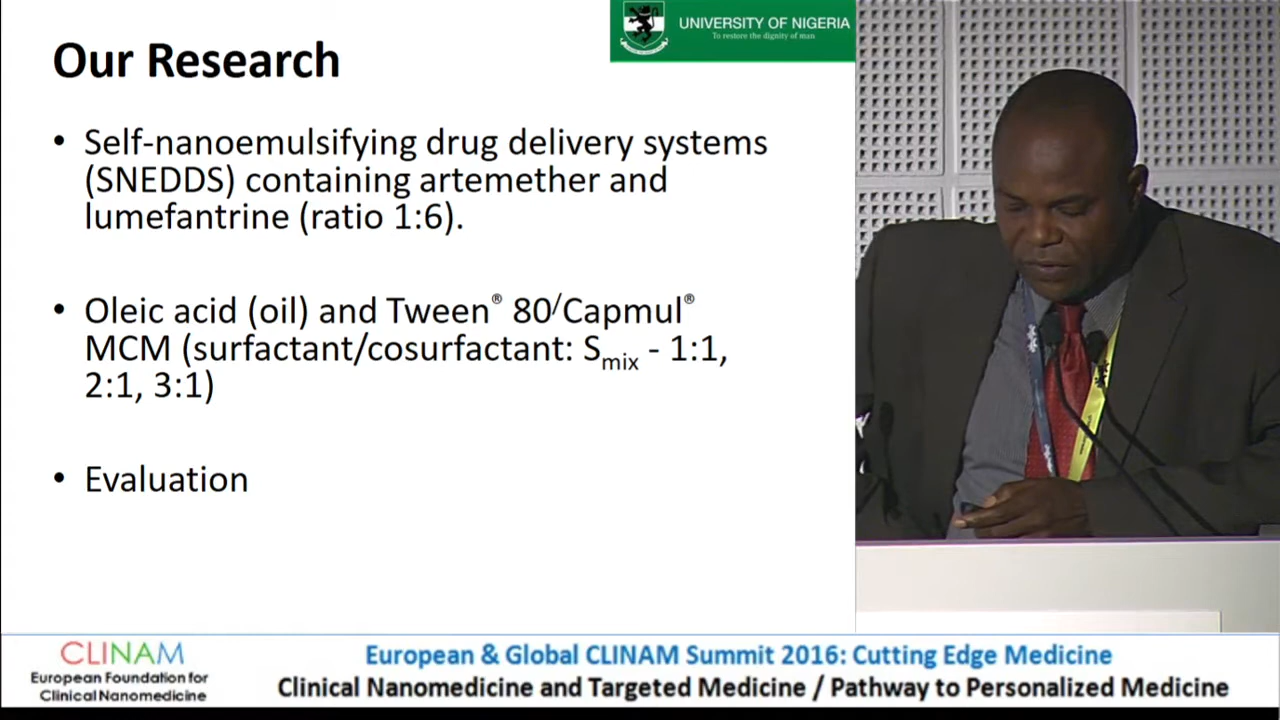 UNIVERSITY OF NIGERIA
To restore the dignity of man
Our Research
• Self-nanoemulsifying drug delivery systems
(SNEDDS) containing artemether and
lumefantrine (ratio 1:6).
• Oleic acid (oil) and Tween® 80/Capmul®
MCM (surfactant/cosurfactant: Smix - 1:1,
2:1, 3:1)
• Evaluation
CLINAM
European Foundation for
Clinical Nanomedicine
European & Global CLINAM Summit 2016: Cutting Edge Medicine
Clinical Nanomedicine and Targeted Medicine / Pathway to Personalized Medicine